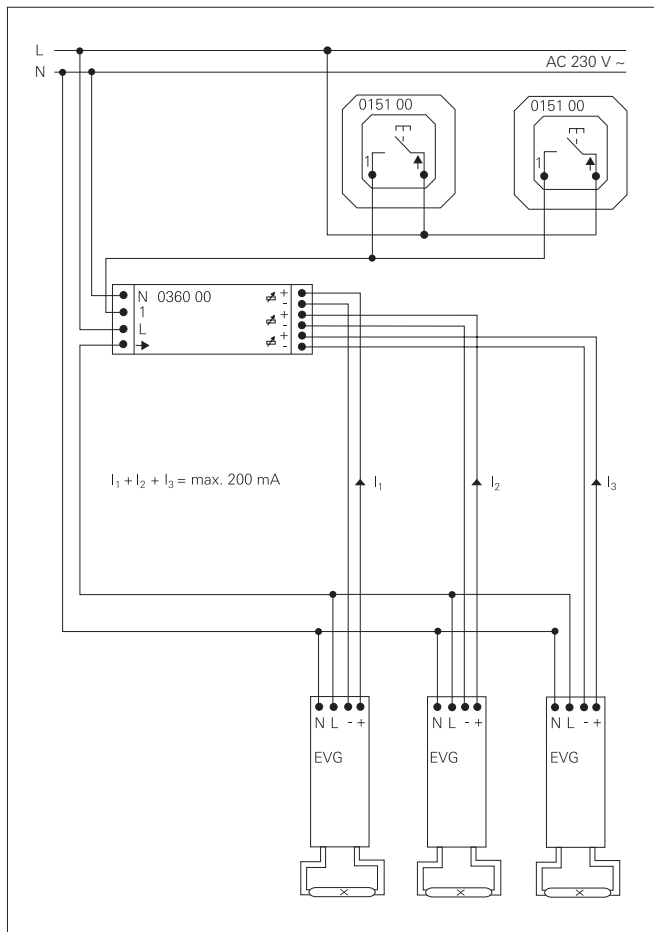 L
N
AC 230 V ~
0151 00
1
0151 00
1
N 0360 00 +
1 -
+
L -
+
-
I₁ + I₂ + I₃ = max. 200 mA
I₁
I₂
I₃
N L - +
EVG
N L - +
EVG
N L - +
EVG